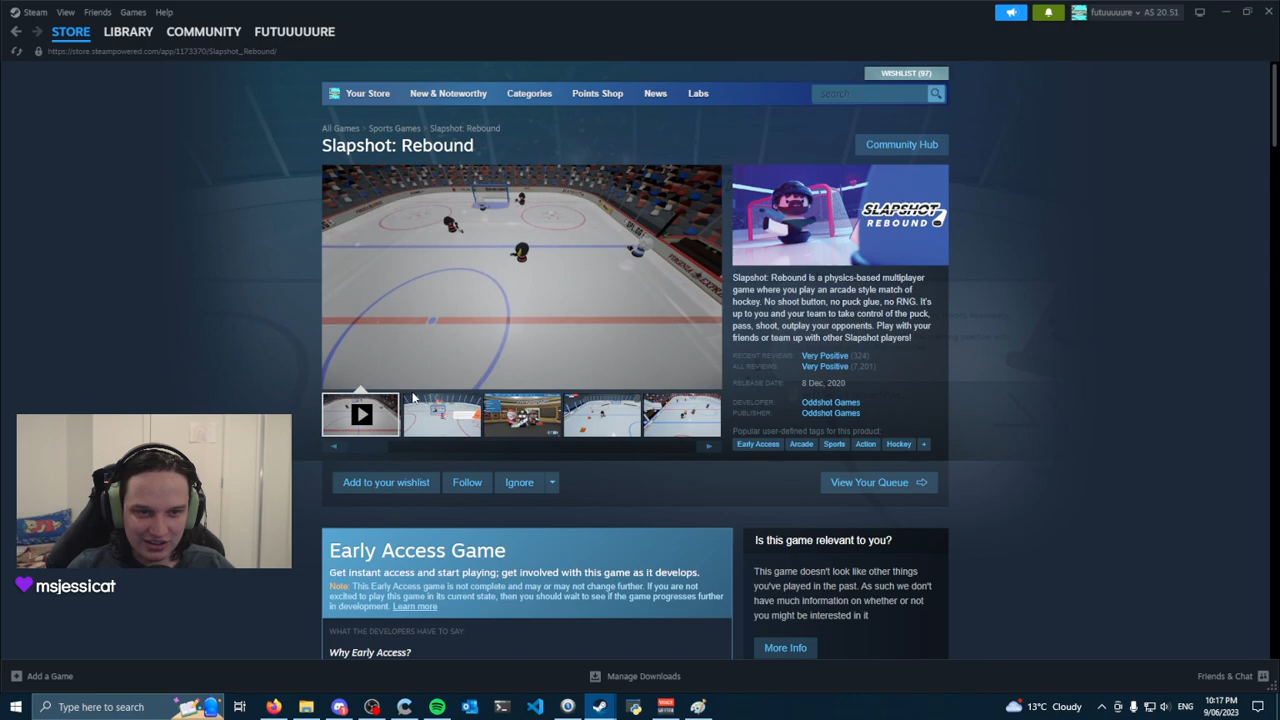 Steam View Friends Games Help
futuuuuure A$ 20.51
STORE LIBRARY COMMUNITY FUTUUUUURE
https://store.steampowered.com/app/1173370/Slapshot_Rebound/
WISHLIST (97)
Your Store New & Noteworthy Categories Points Shop News Labs search
All Games > Sports Games > Slapshot: Rebound
Slapshot: Rebound
Community Hub
SLAPSHOT
REBOUND
Slapshot: Rebound is a physics-based multiplayer
game where you play an arcade style match of
hockey. No shoot button, no puck glue, no RNG. It's
up to you and your team to take control of the puck,
pass, shoot, outplay your opponents. Play with your
friends or team up with other Slapshot players!
RECENT REVIEWS: Very Positive (324)
ALL REVIEWS: Very Positive (7,201)
RELEASE DATE: 8 Dec, 2020
DEVELOPER: Oddshot Games
PUBLISHER: Oddshot Games
Popular user-defined tags for this product:
Early Access Arcade Sports Action Hockey +
Add to your wishlist Follow Ignore View Your Queue
Early Access Game
Get instant access and start playing; get involved with this game as it develops.
Note: This Early Access game is not complete and may or may not change further. If you are not
excited to play this game in its current state, then you should wait to see if the game progresses further
in development. Learn more
WHAT THE DEVELOPERS HAVE TO SAY:
Why Early Access?
Is this game relevant to you?
This game doesn't look like other things
you've played in the past. As such we don't
have much information on whether or not
you might be interested in it
More Info
msjessicat
Add a Game Manage Downloads Friends & Chat
Type here to search
13°C Cloudy ENG 10:17 PM
9/06/2023